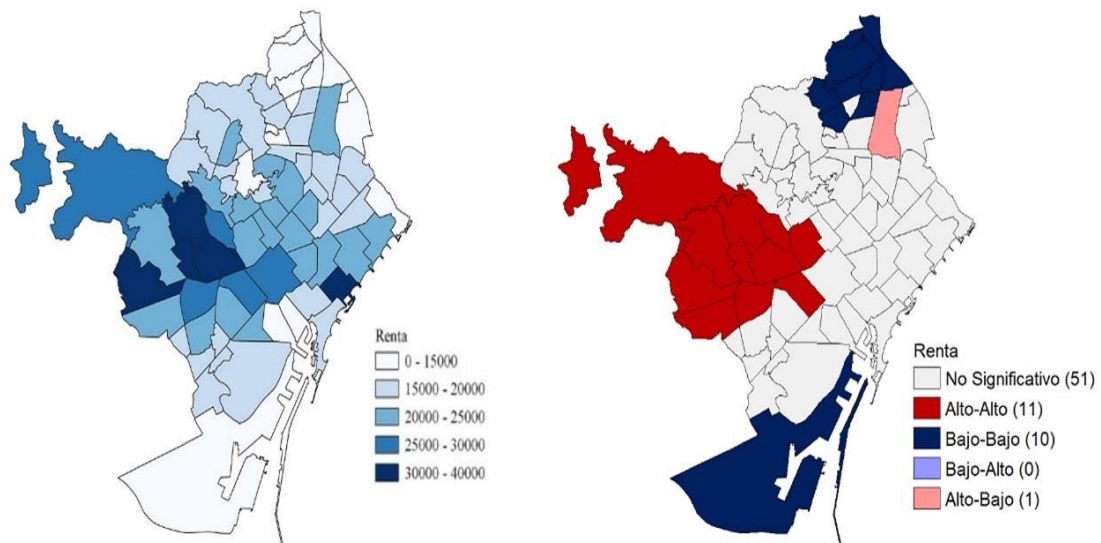 Renta
0 - 15000
15000 - 20000
20000 - 25000
25000 - 30000
30000 - 40000
Renta
No Significativo (51)
Alto-Alto (11)
Bajo-Bajo (10)
Bajo-Alto (0)
Alto-Bajo (1)